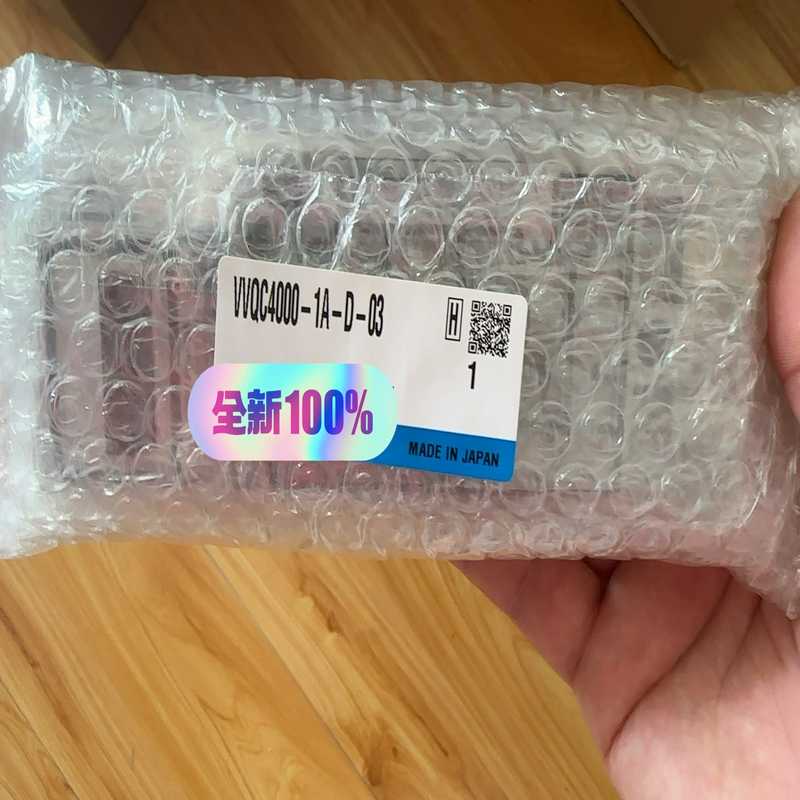 VVQC4000-1A-D-03
H
1
全新100%
MADE IN JAPAN